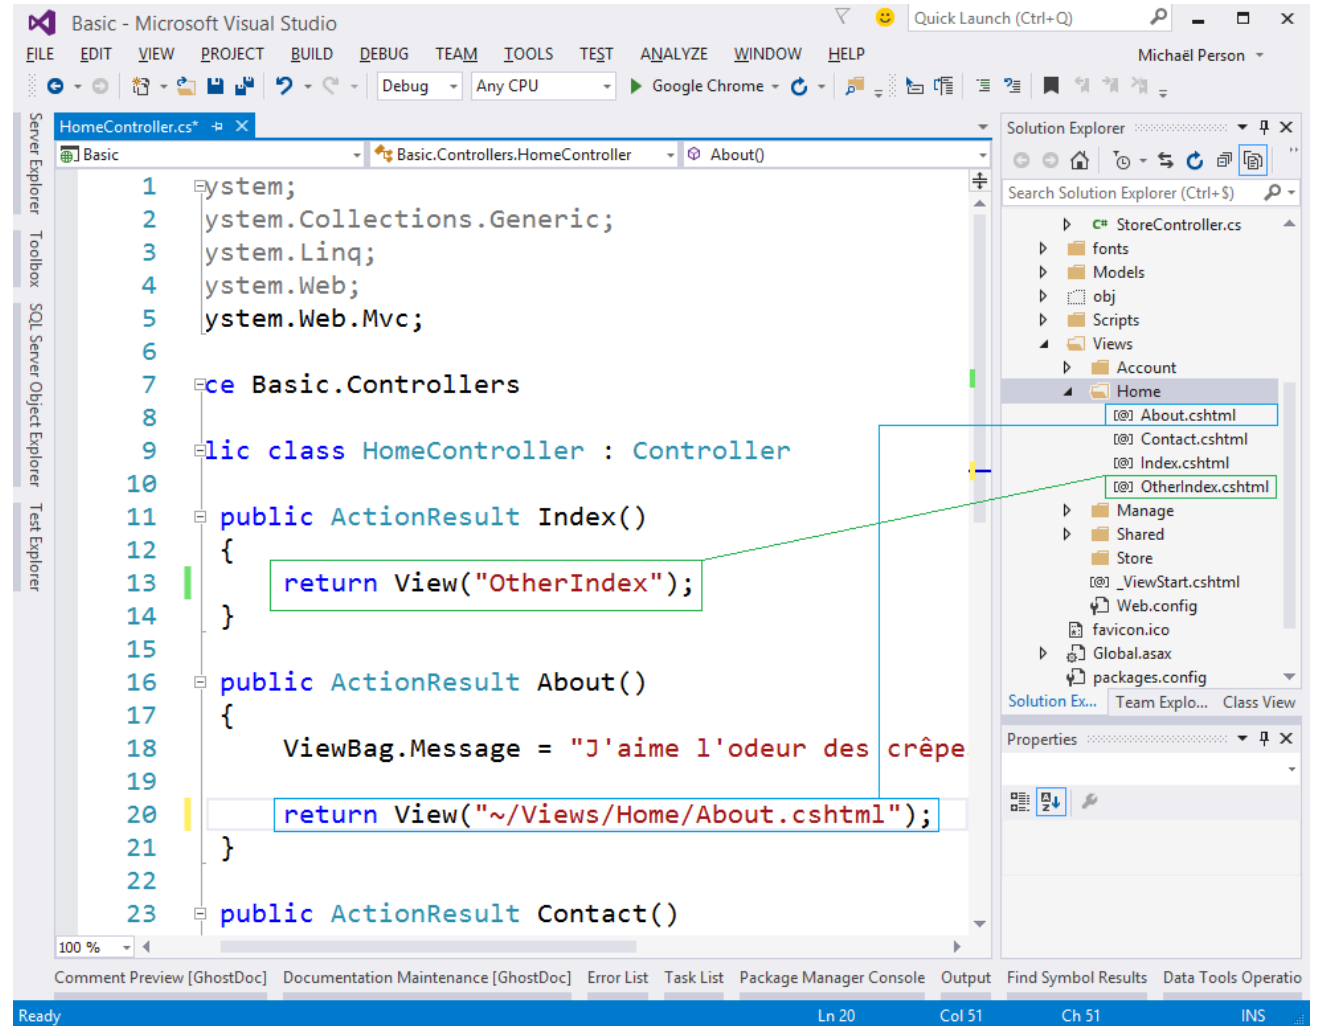 Basic - Microsoft Visual Studio
Quick Launch (Ctrl+Q)
FILE EDIT VIEW PROJECT BUILD DEBUG TEAM TOOLS TEST ANALYZE WINDOW HELP
Michaël Person
Debug Any CPU Google Chrome
Server Explorer
Toolbox
SQL Server Object Explorer
Test Explorer
HomeController.cs*
Basic Basic.Controllers.HomeController About()
1 ystem;
2 ystem.Collections.Generic;
3 ystem.Linq;
4 ystem.Web;
5 ystem.Web.Mvc;
6
7 ce Basic.Controllers
8
9 lic class HomeController : Controller
10
11 public ActionResult Index()
12 {
13 return View("OtherIndex");
14 }
15
16 public ActionResult About()
17 {
18 ViewBag.Message = "J'aime l'odeur des crêpe
19
20 return View("~/Views/Home/About.cshtml");
21 }
22
23 public ActionResult Contact()
100 %
Solution Explorer
Search Solution Explorer (Ctrl+$)
C# StoreController.cs
fonts
Models
obj
Scripts
Views
Account
Home
[@] About.cshtml
[@] Contact.cshtml
[@] Index.cshtml
[@] OtherIndex.cshtml
Manage
Shared
Store
[@] _ViewStart.cshtml
Web.config
favicon.ico
Global.asax
packages.config
Solution Ex... Team Explo... Class View
Properties
Comment Preview [GhostDoc] Documentation Maintenance [GhostDoc] Error List Task List Package Manager Console Output Find Symbol Results Data Tools Operatio
Ready Ln 20 Col 51 Ch 51 INS